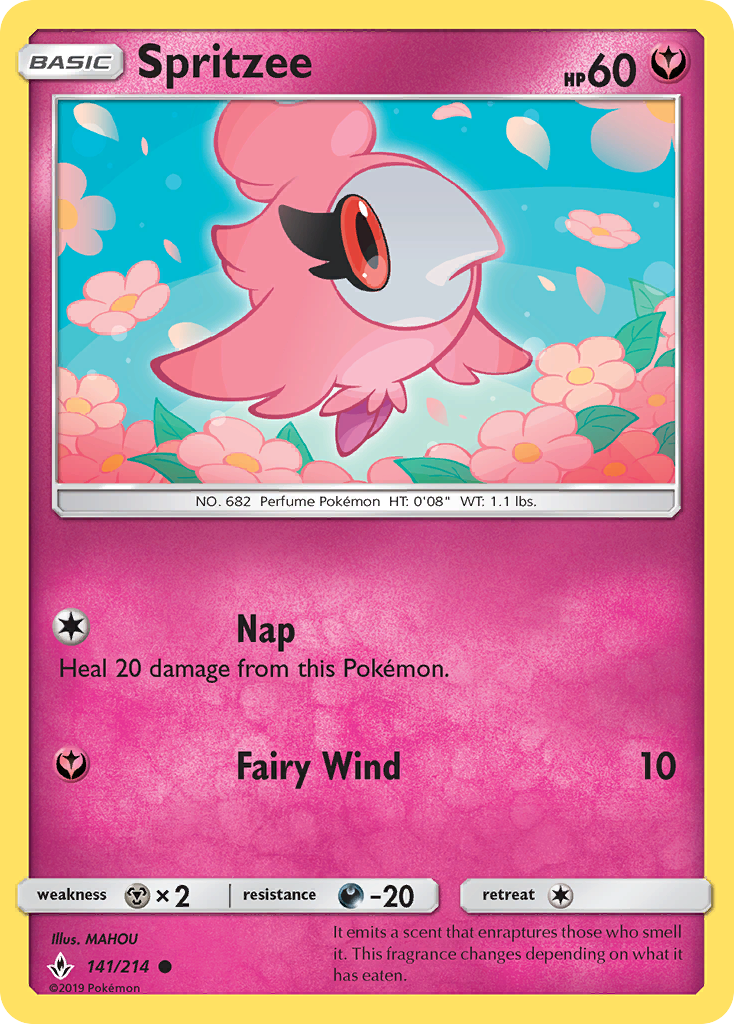 BASIC Spritzee HP60
NO. 682 Perfume Pokémon HT: 0'08" WT: 1.1 lbs.
Nap
Heal 20 damage from this Pokémon.
Fairy Wind 10
weakness ×2 resistance -20 retreat
Illus. MAHOU
141/214
©2019 Pokémon
It emits a scent that enraptures those who smell
it. This fragrance changes depending on what it
has eaten.